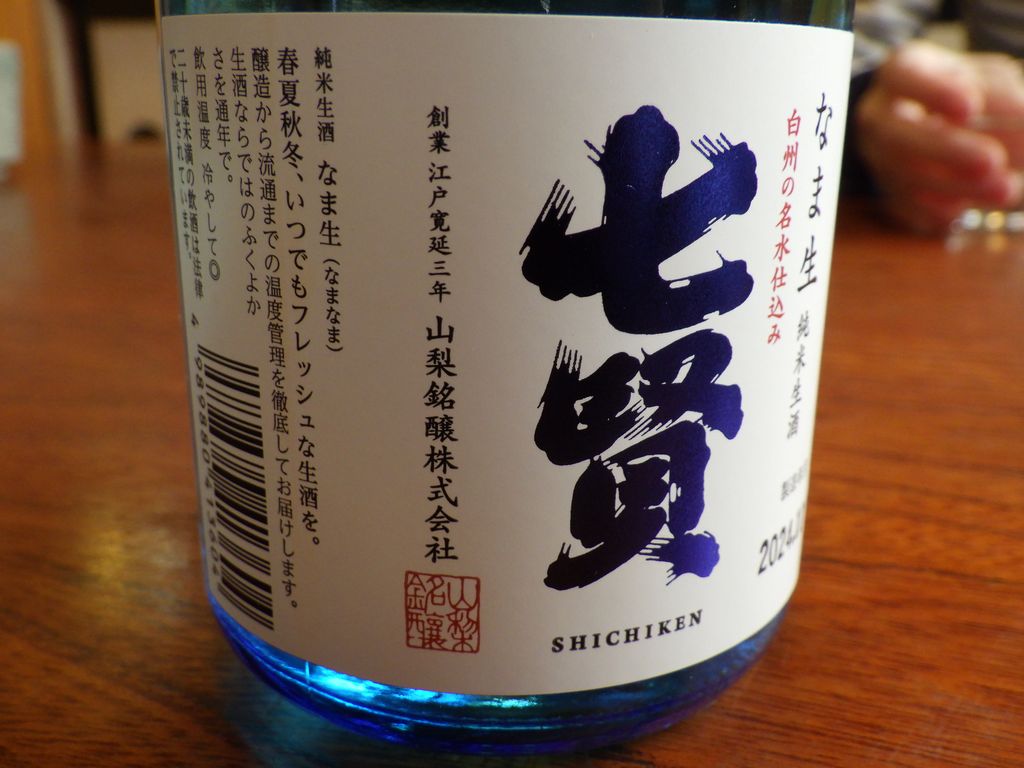 なま生 純米生酒
白州の名水仕込み
七賢
SHICHIKEN
創業 江戸寛延三年 山梨銘醸株式会社
山梨銘醸
純米生酒 なま生（なまなま）
春夏秋冬、いつでもフレッシュな生酒を。
醸造から流通までの温度管理を徹底してお届けします。
生酒ならではのふくよか
さを通年で。
飲用温度 冷やして◎
二十歳未満の飲酒は法律
で禁止されています。
2024.1